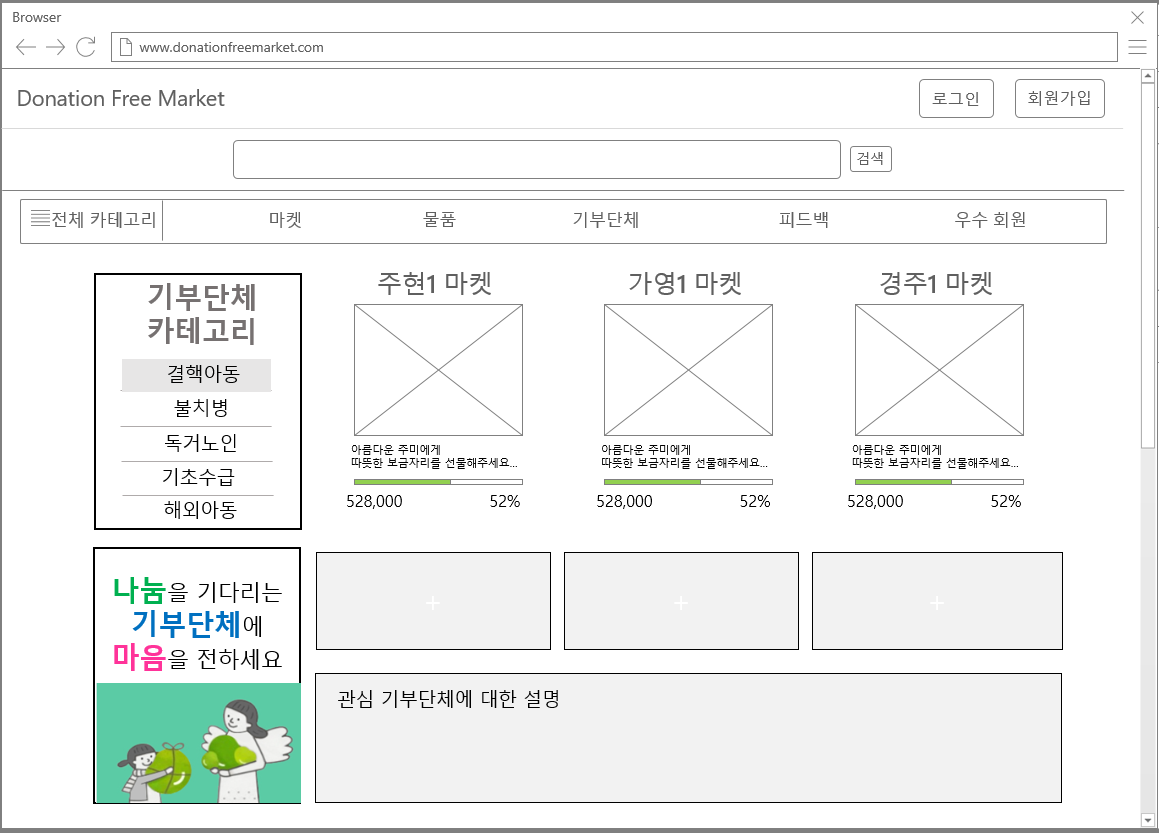 Browser
www.donationfreemarket.com
Donation Free Market
로그인
회원가입
검색
전체 카테고리
마켓
물품
기부단체
피드백
우수 회원
기부단체
카테고리
결핵아동
불치병
독거노인
기초수급
해외아동
주현1 마켓
아름다운 주미에게
따뜻한 보금자리를 선물해주세요...
528,000
52%
가영1 마켓
아름다운 주미에게
따뜻한 보금자리를 선물해주세요...
528,000
52%
경주1 마켓
아름다운 주미에게
따뜻한 보금자리를 선물해주세요...
528,000
52%
나눔을 기다리는
기부단체에
마음을 전하세요
+
+
+
관심 기부단체에 대한 설명